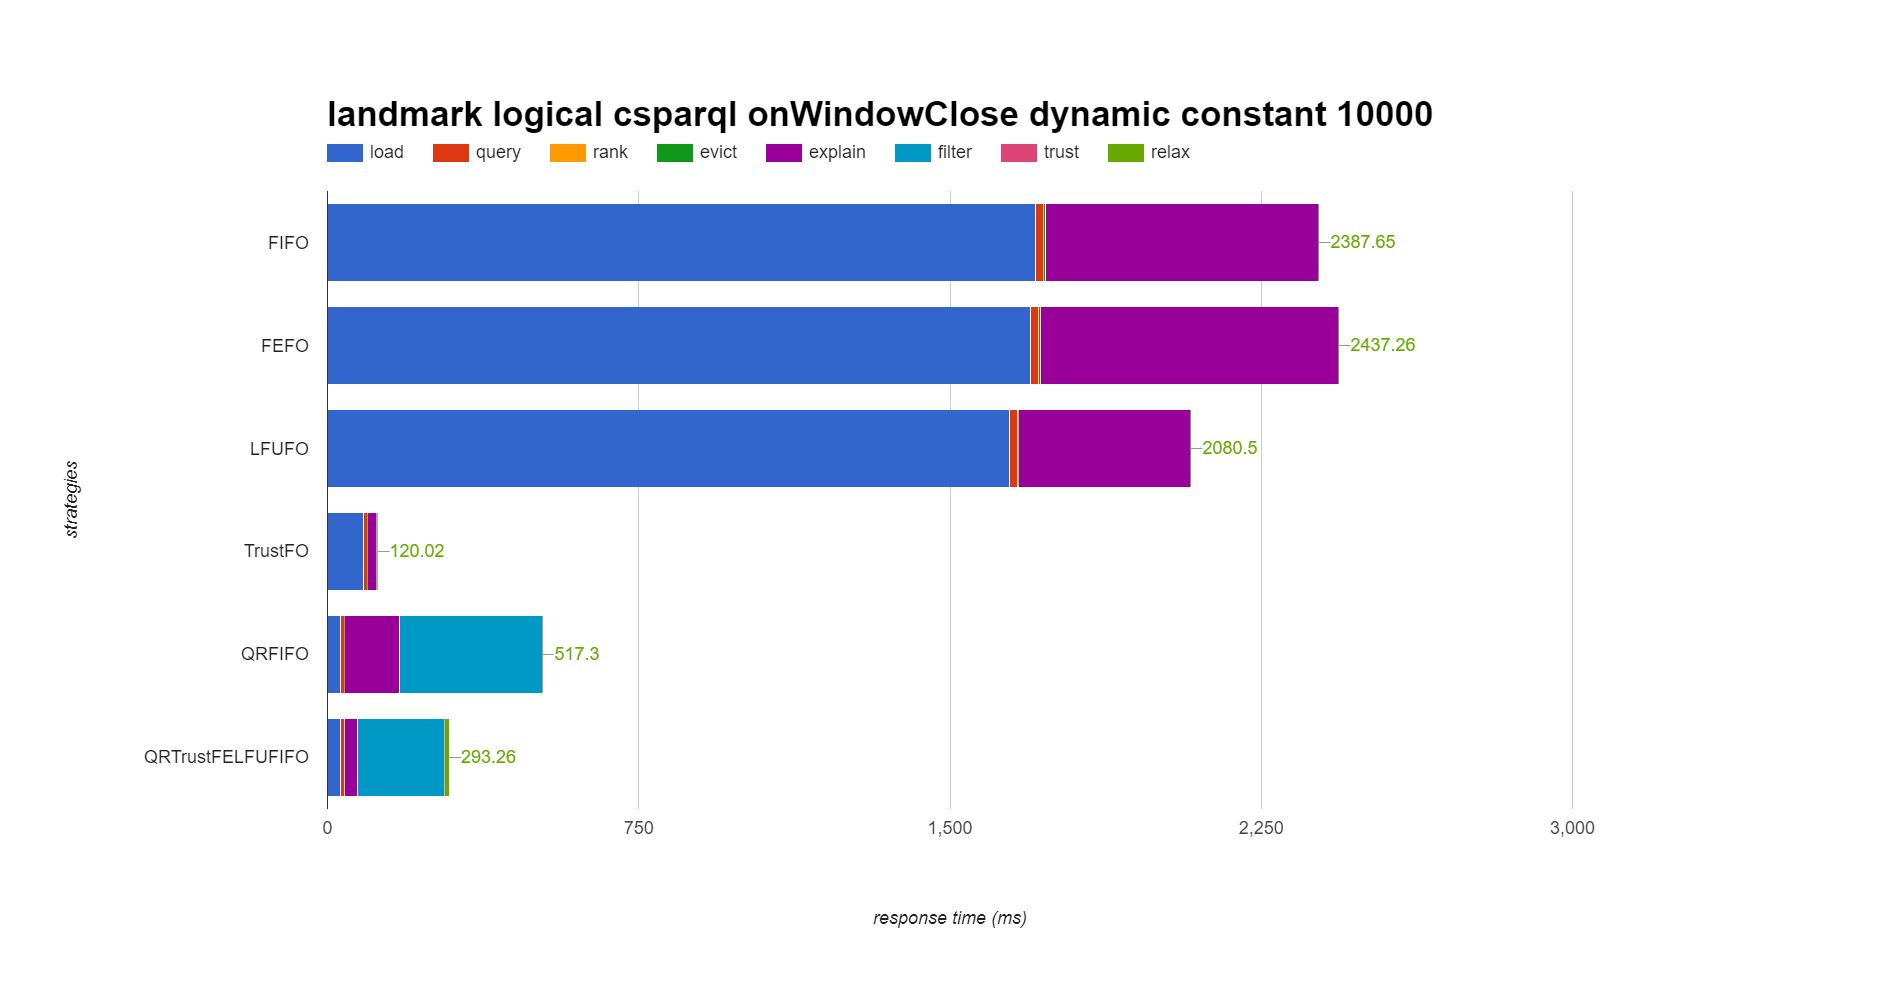 landmark logical csparql onWindowClose dynamic constant 10000
load query rank evict explain filter trust relax
FIFO 2387.65
FEFO 2437.26
LFUFO 2080.5
strategies
TrustFO 120.02
QRFIFO 517.3
QRTrustFELFUFIFO 293.26
0 750 1,500 2,250 3,000
response time (ms)